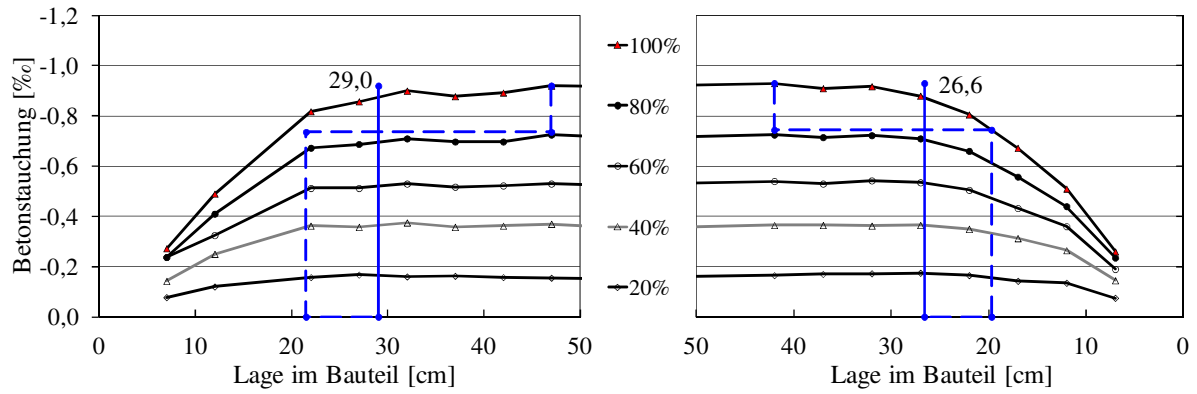 -1,2
-1,0
-0,8
-0,6
-0,4
-0,2
0,0
Betonstauchung [‰]
29,0
0 10 20 30 40 50
Lage im Bauteil [cm]
100%
80%
60%
40%
20%
26,6
50 40 30 20 10 0
Lage im Bauteil [cm]